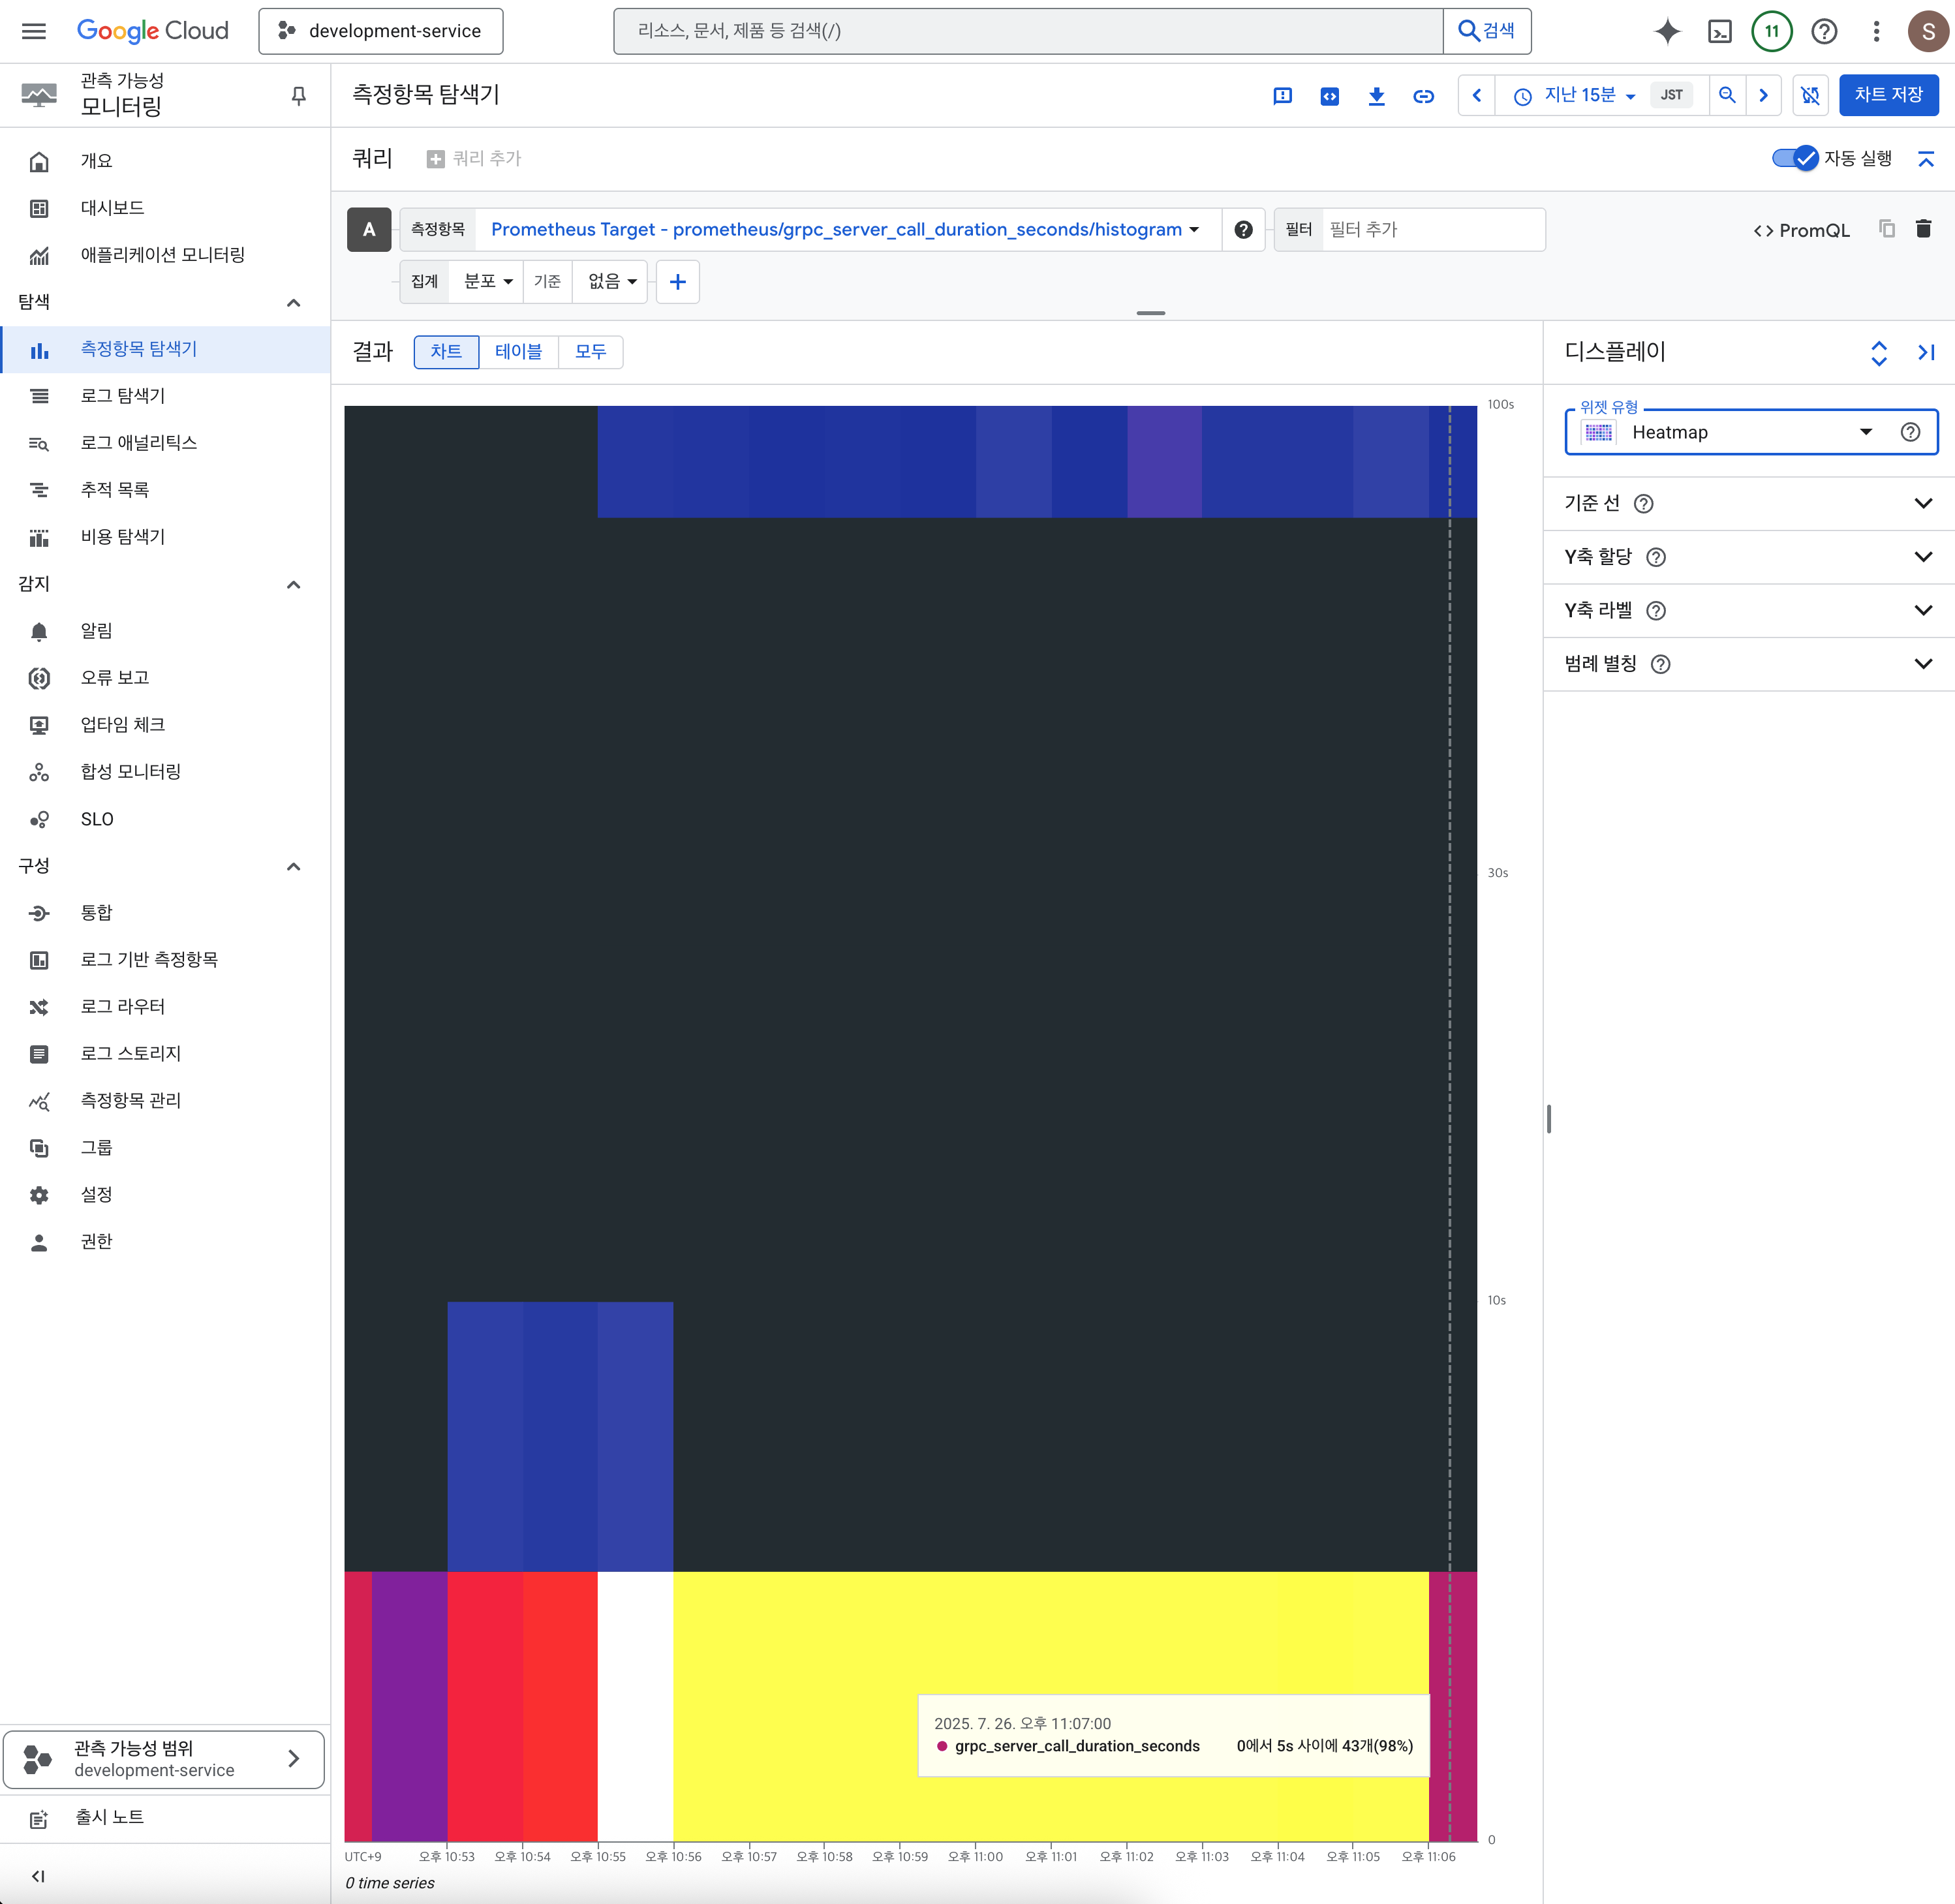 Google Cloud
development-service
리소스, 문서, 제품 등 검색(/)
검색
11
S
관측 가능성
모니터링
측정항목 탐색기
지난 15분
JST
차트 저장
개요
대시보드
애플리케이션 모니터링
탐색
측정항목 탐색기
로그 탐색기
로그 애널리틱스
추적 목록
비용 탐색기
감지
알림
오류 보고
업타임 체크
합성 모니터링
SLO
구성
통합
로그 기반 측정항목
로그 라우터
로그 스토리지
측정항목 관리
그룹
설정
권한
관측 가능성 범위
development-service
출시 노트
쿼리
쿼리 추가
자동 실행
A
측정항목
Prometheus Target - prometheus/grpc_server_call_duration_seconds/histogram
필터
필터 추가
<> PromQL
집계
분포
기준
없음
결과
차트
테이블
모두
100s
30s
10s
0
2025. 7. 26. 오후 11:07:00
grpc_server_call_duration_seconds 0에서 5s 사이에 43개(98%)
UTC+9
오후 10:53
오후 10:54
오후 10:55
오후 10:56
오후 10:57
오후 10:58
오후 10:59
오후 11:00
오후 11:01
오후 11:02
오후 11:03
오후 11:04
오후 11:05
오후 11:06
0 time series
디스플레이
위젯 유형
Heatmap
기준 선
Y축 할당
Y축 라벨
범례 별칭